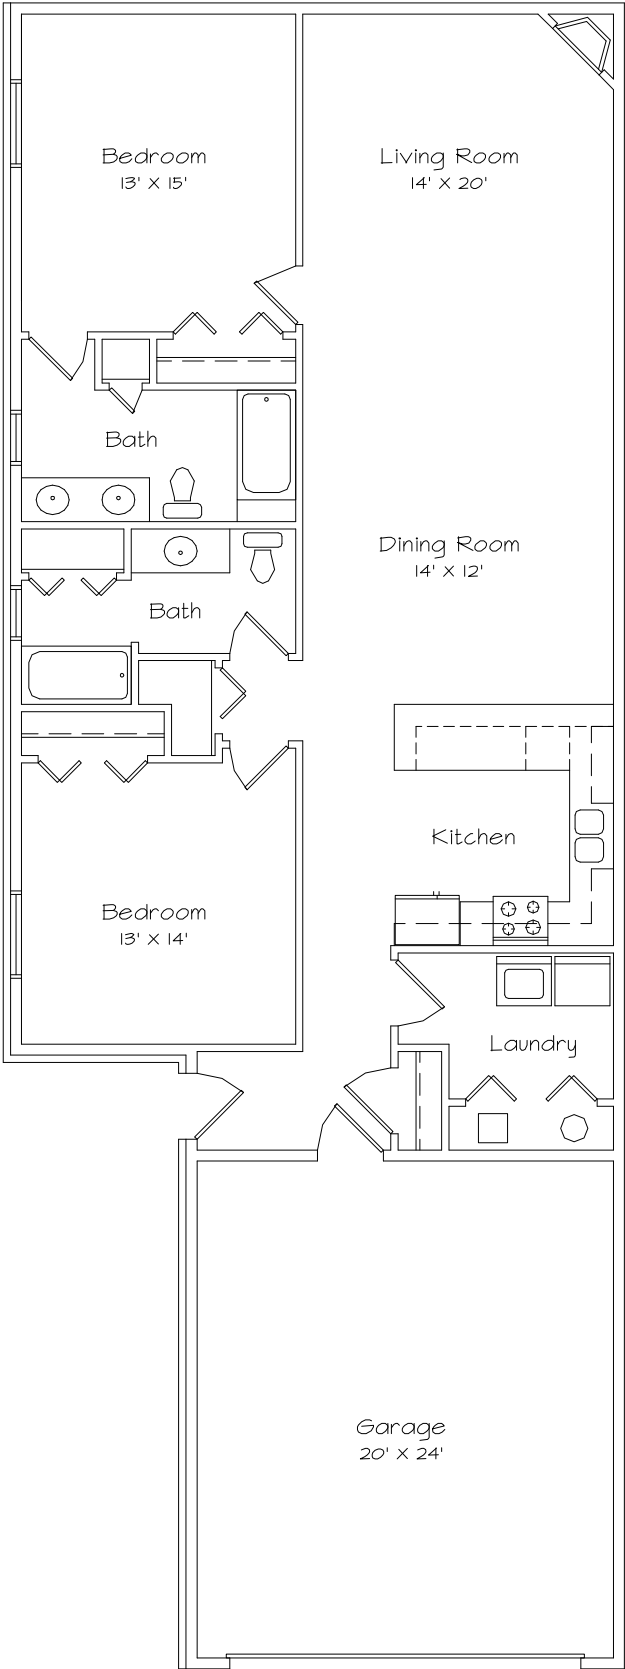 Bedroom
13' X 15'
Living Room
14' X 20'
Bath
Dining Room
14' X 12'
Bath
Kitchen
Bedroom
13' X 14'
Laundry
Garage
20' X 24'